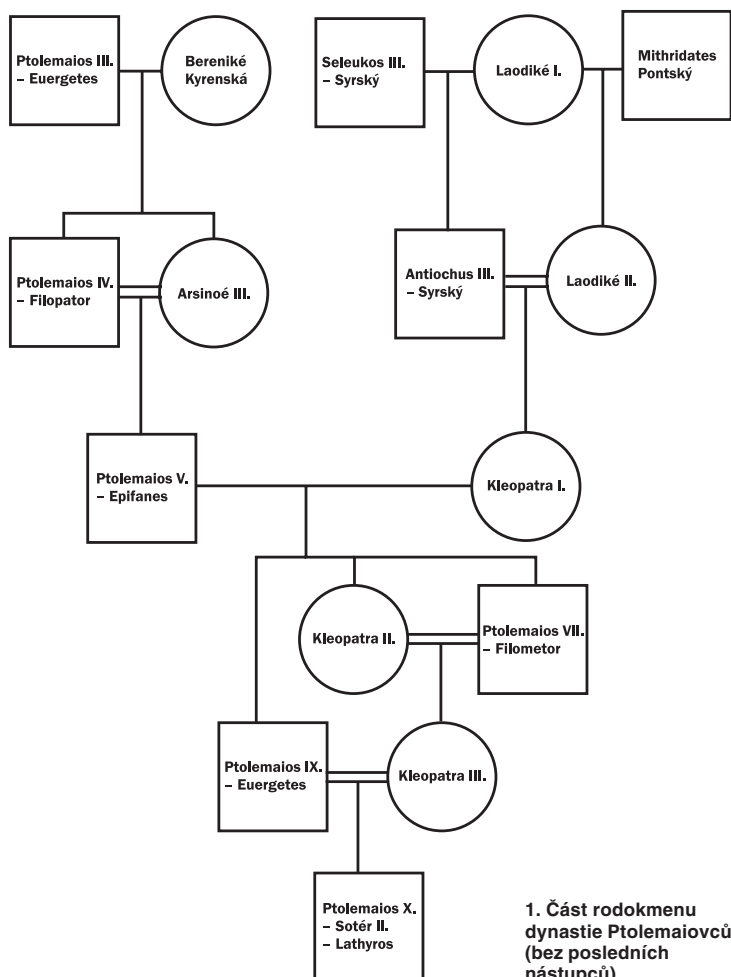 Ptolemaios III.
– Euergetes
Bereniké
Kyrenská
Seleukos III.
– Syrský
Laodiké I.
Mithridates
Pontský
Ptolemaios IV.
– Filopator
Arsinoé III.
Antiochus III.
– Syrský
Laodiké II.
Ptolemaios V.
– Epifanes
Kleopatra I.
Kleopatra II.
Ptolemaios VII.
– Filometor
Ptolemaios IX.
– Euergetes
Kleopatra III.
Ptolemaios X.
– Sotér II.
– Lathyros
1. Část rodokmenu
dynastie Ptolemaiovců
(bez posledních
nástupců)